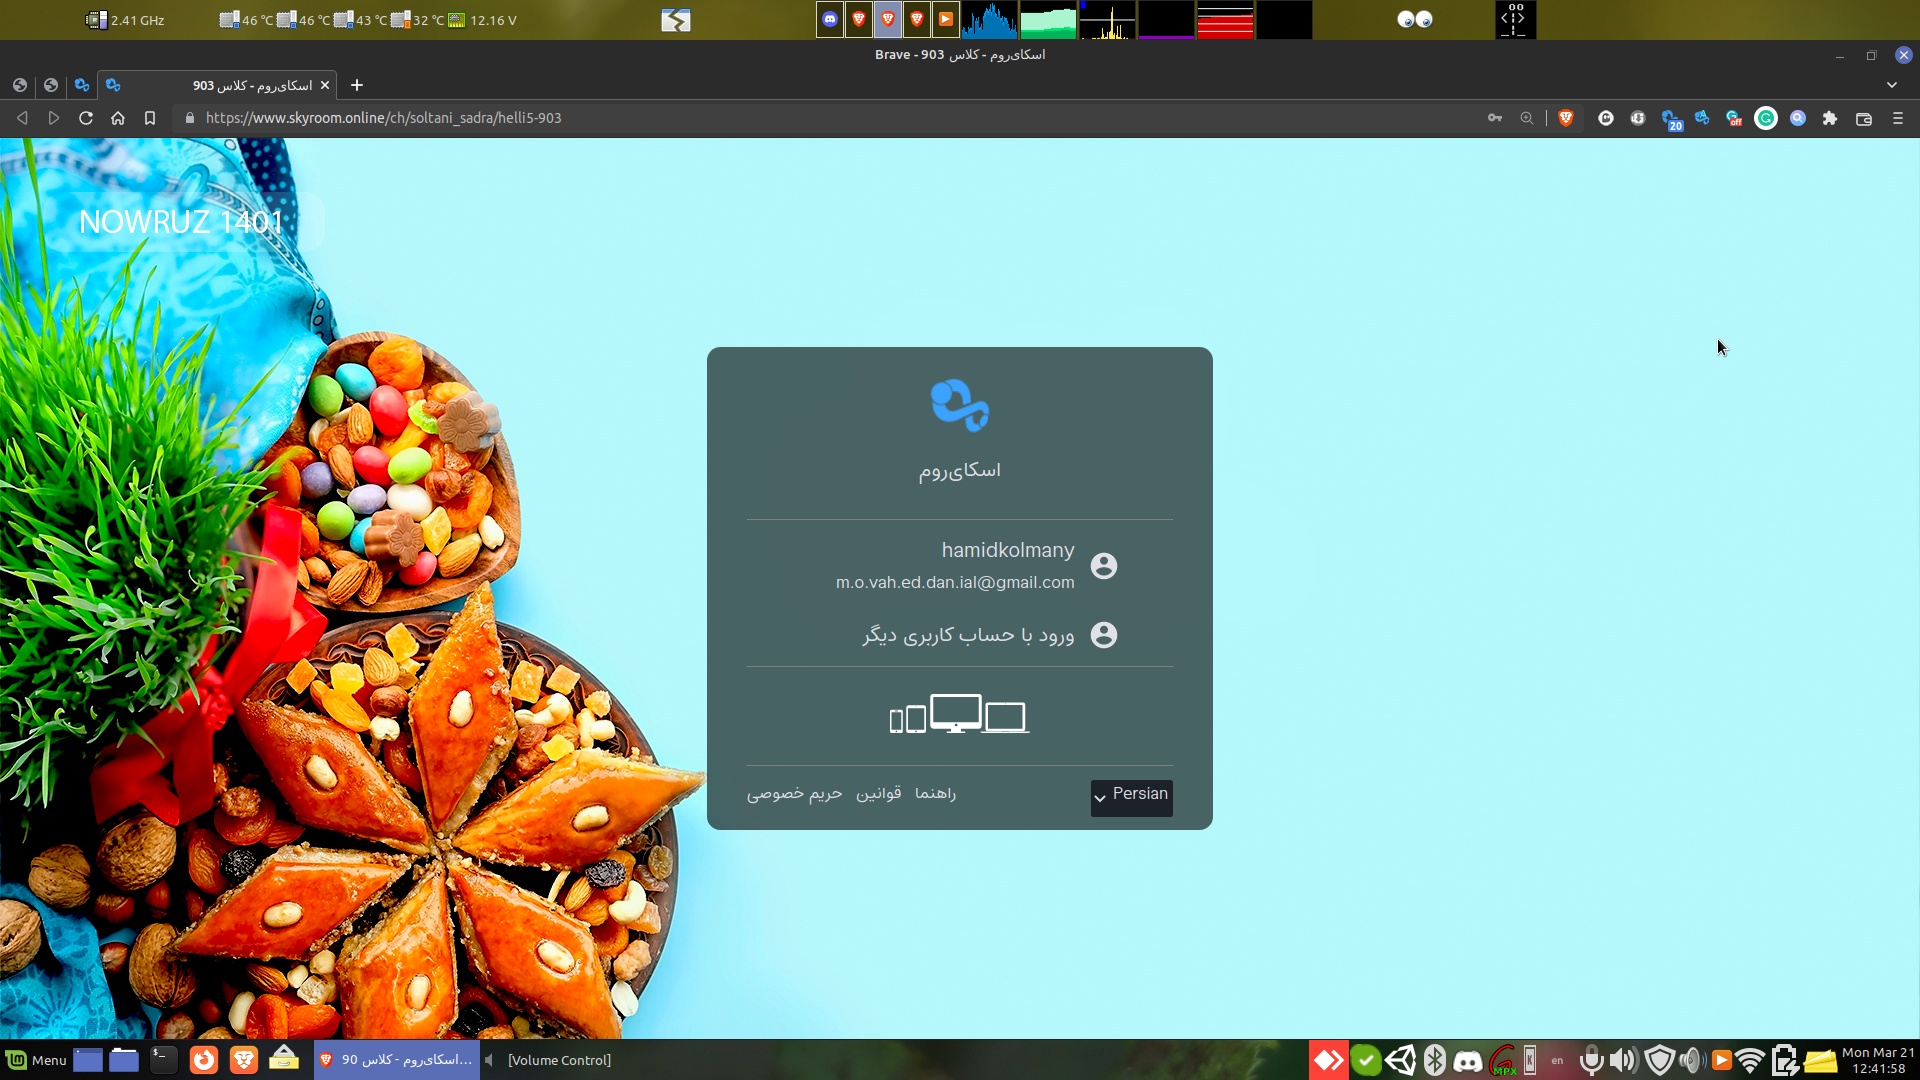 2.41 GHz
46 °C
46 °C
43 °C
32 °C
12.16 V
اسکای‌روم - کلاس 903 - Brave
اسکای‌روم - کلاس 903
https://www.skyroom.online/ch/soltani_sadra/helli5-903
20
off
NOWRUZ 1401
اسکای‌روم
hamidkolmany
m.o.vah.ed.dan.ial@gmail.com
ورود با حساب کاربری دیگر
راهنما قوانین حریم خصوصی
Persian
Menu
اسکای‌روم - کلاس 90...
[Volume Control]
MPX
K
en
Mon Mar 21
12:41:58